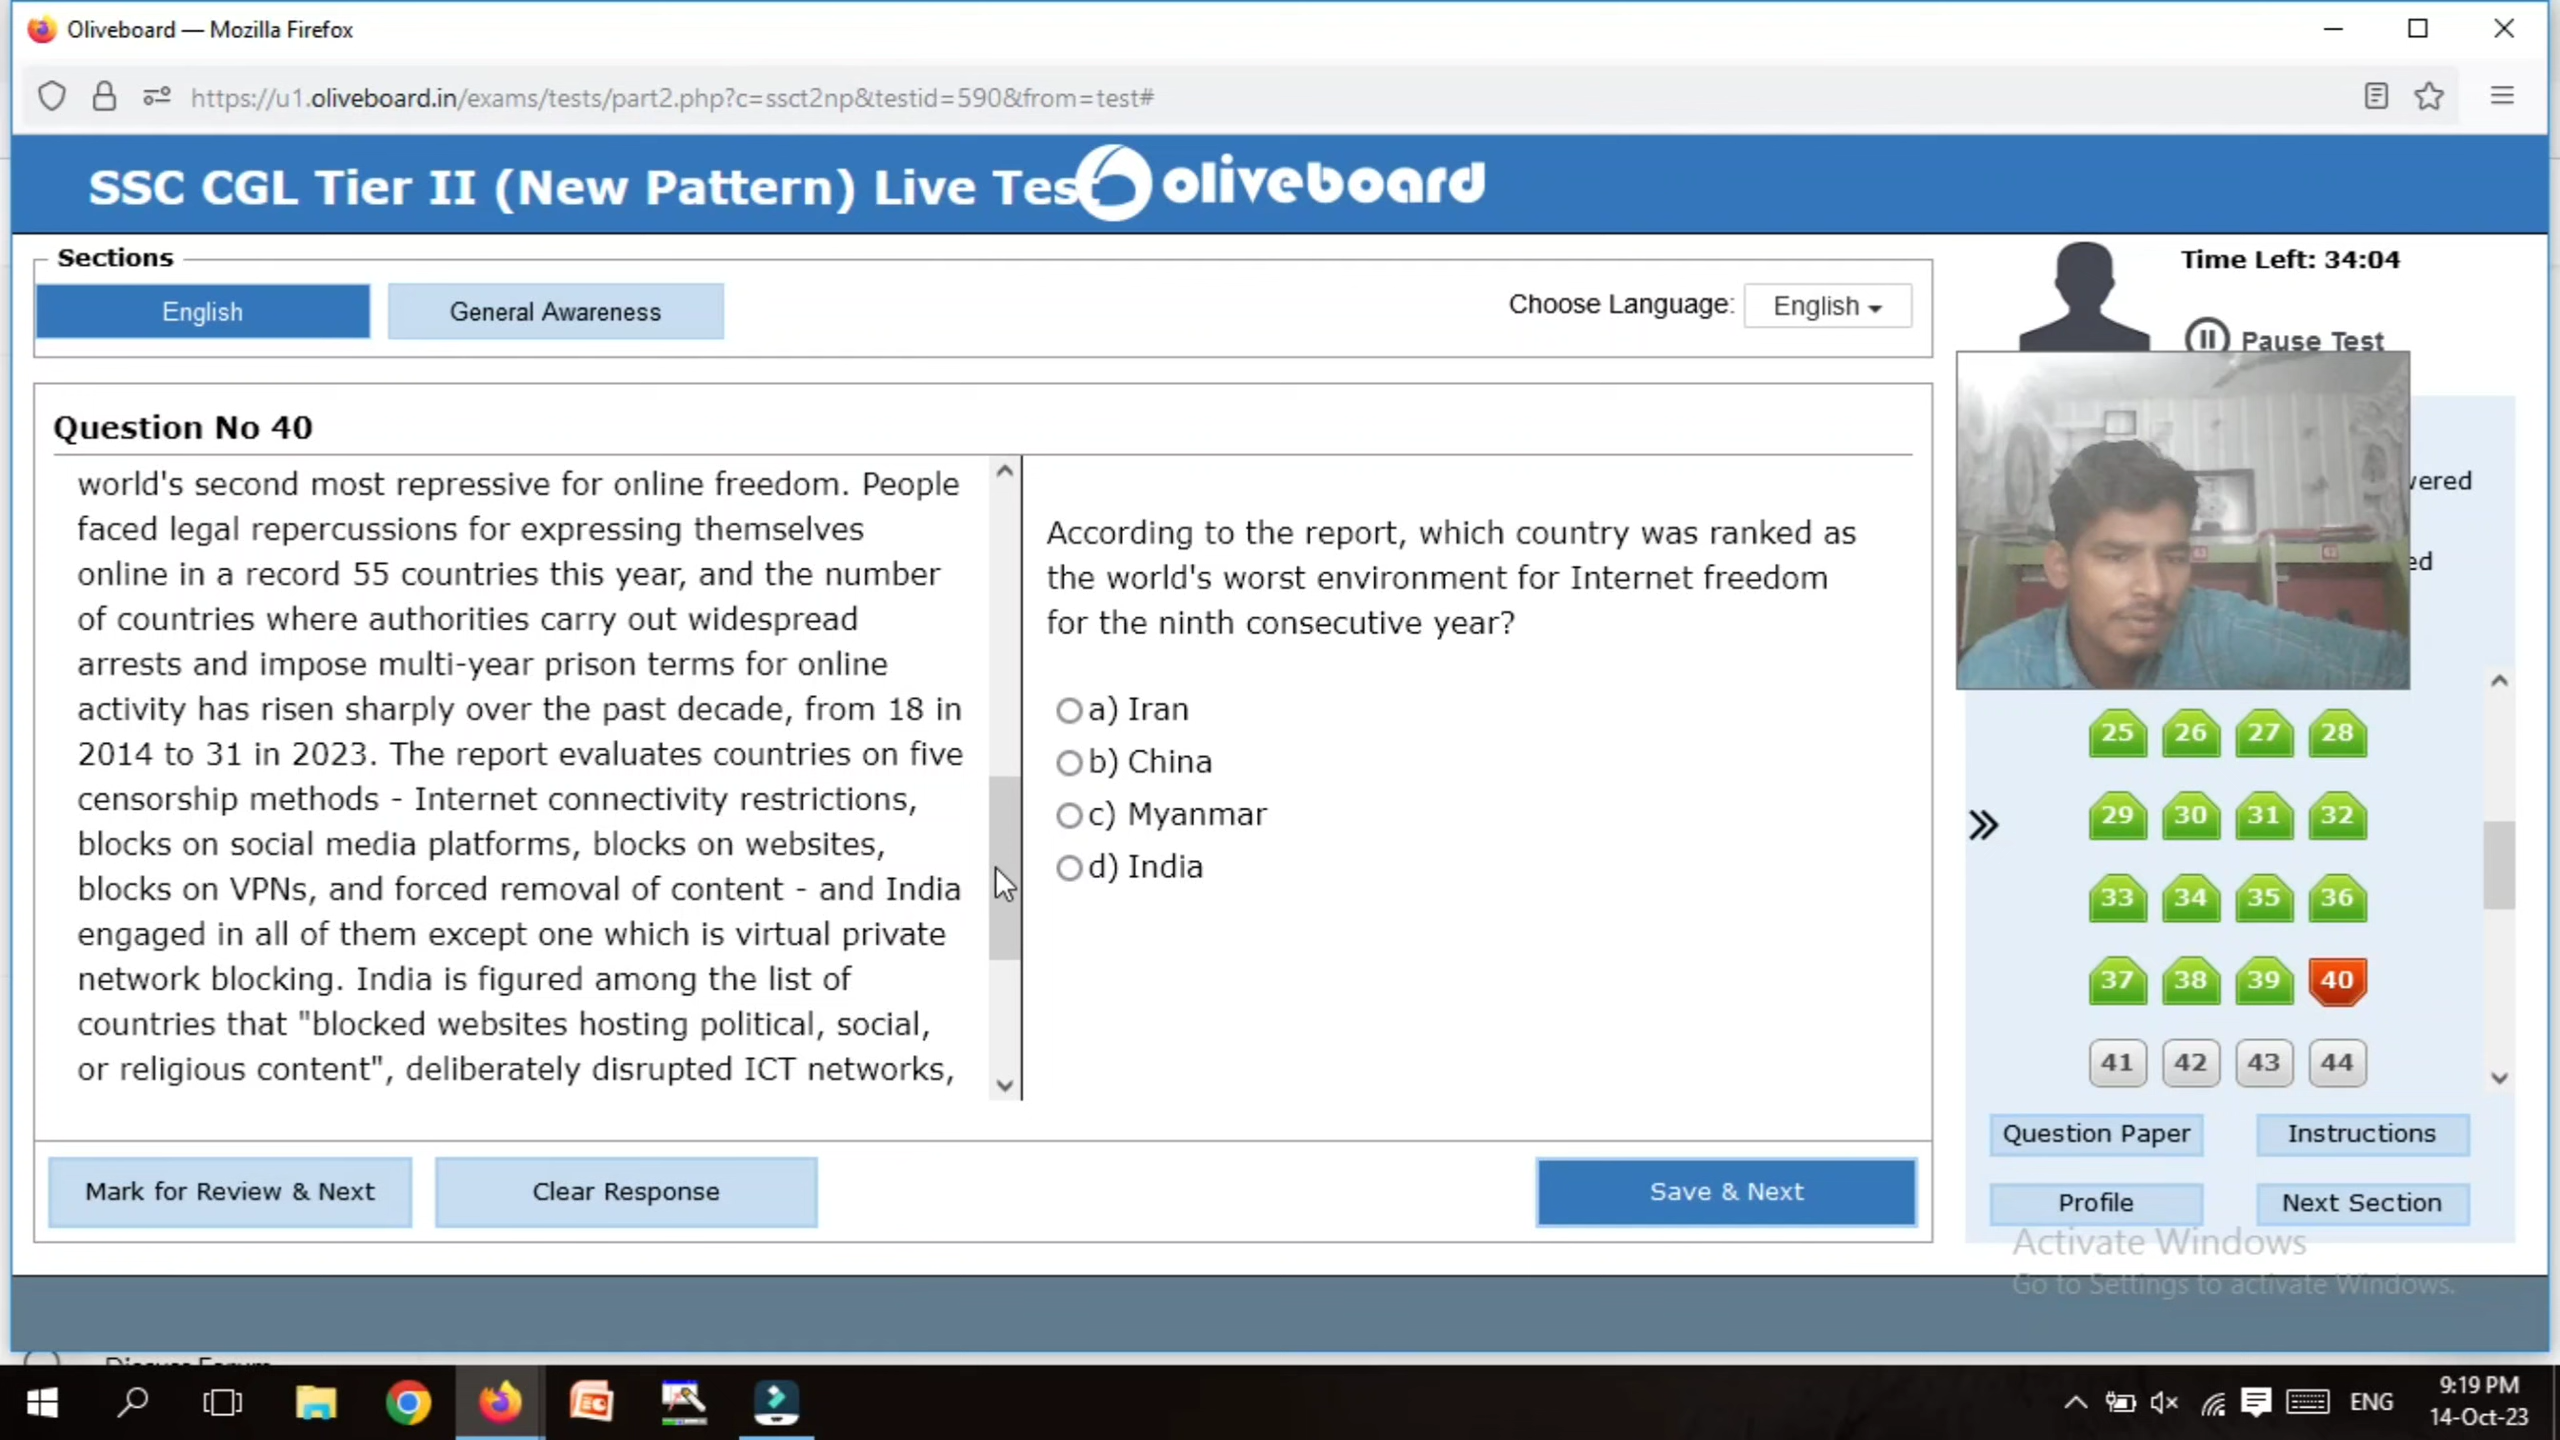 Oliveboard — Mozilla Firefox
https://u1.oliveboard.in/exams/tests/part2.php?c=ssct2np&testid=590&from=test#
SSC CGL Tier II (New Pattern) Live Tes
oliveboard
Sections
English
General Awareness
Choose Language:
English
Time Left: 34:04
Pause Test
Question No 40
world's second most repressive for online freedom. People
faced legal repercussions for expressing themselves
online in a record 55 countries this year, and the number
of countries where authorities carry out widespread
arrests and impose multi-year prison terms for online
activity has risen sharply over the past decade, from 18 in
2014 to 31 in 2023. The report evaluates countries on five
censorship methods - Internet connectivity restrictions,
blocks on social media platforms, blocks on websites,
blocks on VPNs, and forced removal of content - and India
engaged in all of them except one which is virtual private
network blocking. India is figured among the list of
countries that "blocked websites hosting political, social,
or religious content", deliberately disrupted ICT networks,
According to the report, which country was ranked as
the world's worst environment for Internet freedom
for the ninth consecutive year?
a) Iran
b) China
c) Myanmar
d) India
25 26 27 28
29 30 31 32
33 34 35 36
37 38 39 40
41 42 43 44
Question Paper
Instructions
Profile
Next Section
Mark for Review & Next
Clear Response
Save & Next
Activate Windows
Go to Settings to activate Windows.
ENG
9:19 PM
14-Oct-23